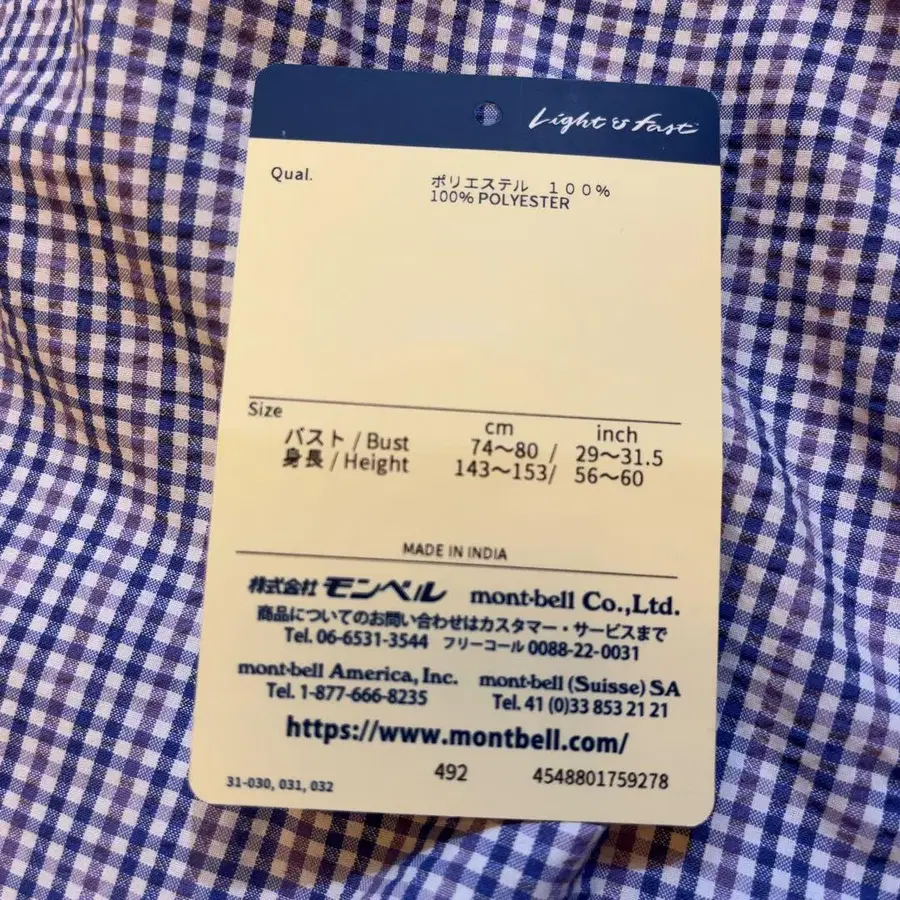 Light & Fast
Qual. ポリエステル　１００%
100% POLYESTER
Size cm inch
バスト / Bust 74～80 / 29～31.5
身長 / Height 143～153/ 56～60
MADE IN INDIA
株式会社 モンベル mont-bell Co.,Ltd.
商品についてのお問い合わせはカスタマー・サービスまで
Tel. 06-6531-3544 フリーコール 0088-22-0031
mont-bell America, Inc. mont-bell (Suisse) SA
Tel. 1-877-666-8235 Tel. 41 (0)33 853 21 21
https://www.montbell.com/
31-030, 031, 032 492 4548801759278